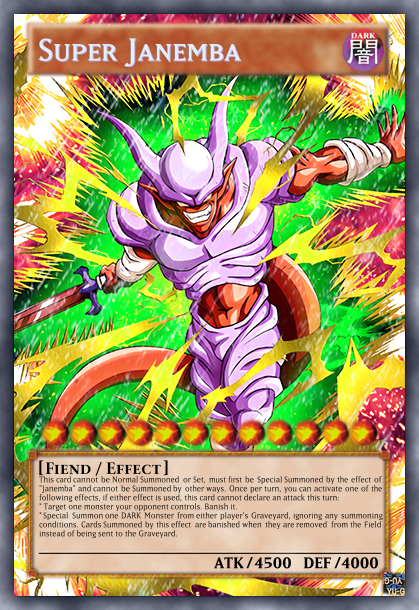 Super Janemba
DARK
闇
[Fiend / Effect]
This card cannot be Normal Summoned or Set, must first be Special Summoned by the effect of
"Janemba" and cannot be Summoned by other ways. Once per turn, you can activate one of the
following effects, if either effect is used, this card cannot declare an attack this turn:
* Target one monster your opponent controls. Banish it.
*Special Summon one DARK Monster from either player's Graveyard, ignoring any summoning
conditions. Cards Summoned by this effect are banished when they are removed from the Field
instead of being sent to the Graveyard.
ATK/4500 DEF/4000